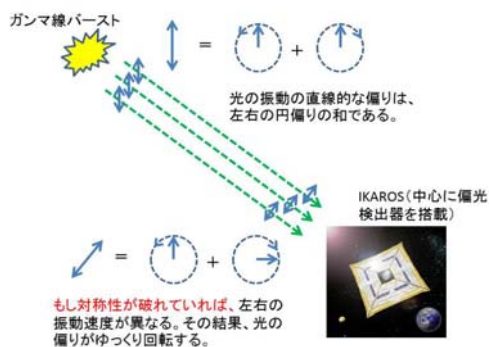 ガンマ線バースト
=
+
光の振動の直線的な偏りは、
左右の円偏りの和である。
IKAROS(中心に偏光
検出器を搭載)
=
+
もし対称性が破れていれば、左右の
振動速度が異なる。その結果、光の
偏りがゆっくり回転する。